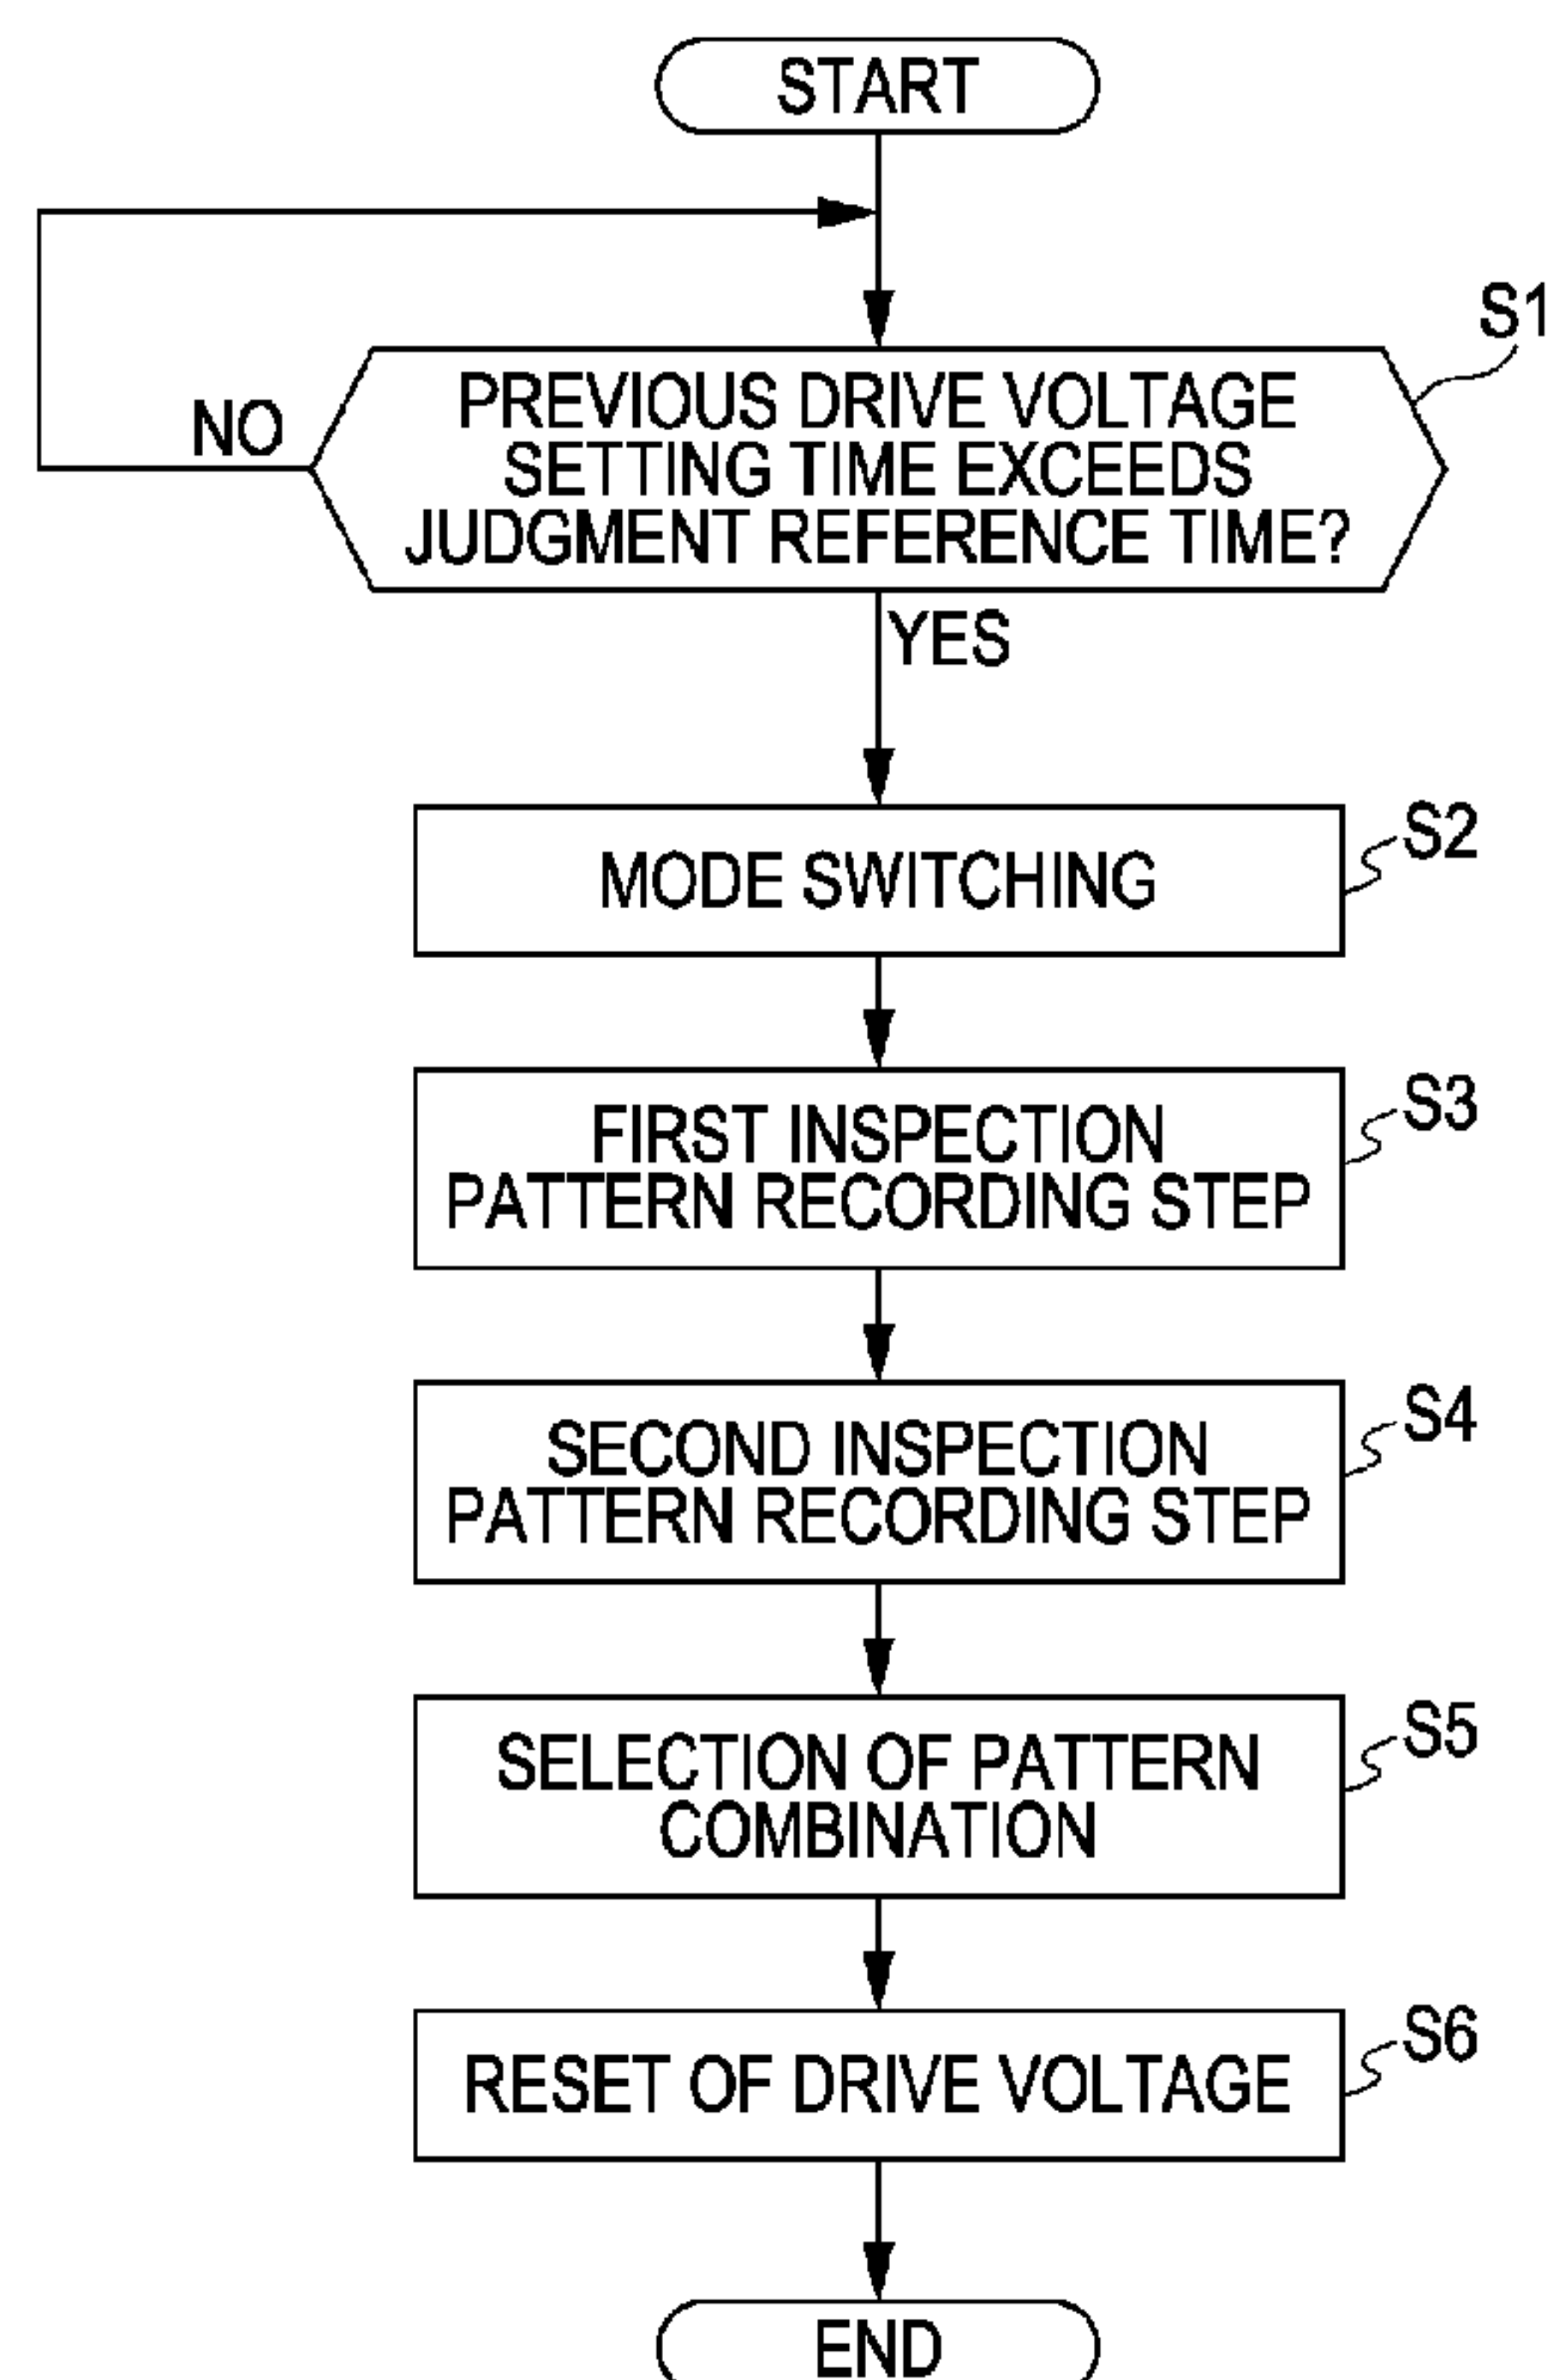 START
S1
PREVIOUS DRIVE VOLTAGE
SETTING TIME EXCEEDS
JUDGMENT REFERENCE TIME?
NO
YES
S2
MODE SWITCHING
S3
FIRST INSPECTION
PATTERN RECORDING STEP
S4
SECOND INSPECTION
PATTERN RECORDING STEP
S5
SELECTION OF PATTERN
COMBINATION
S6
RESET OF DRIVE VOLTAGE
END